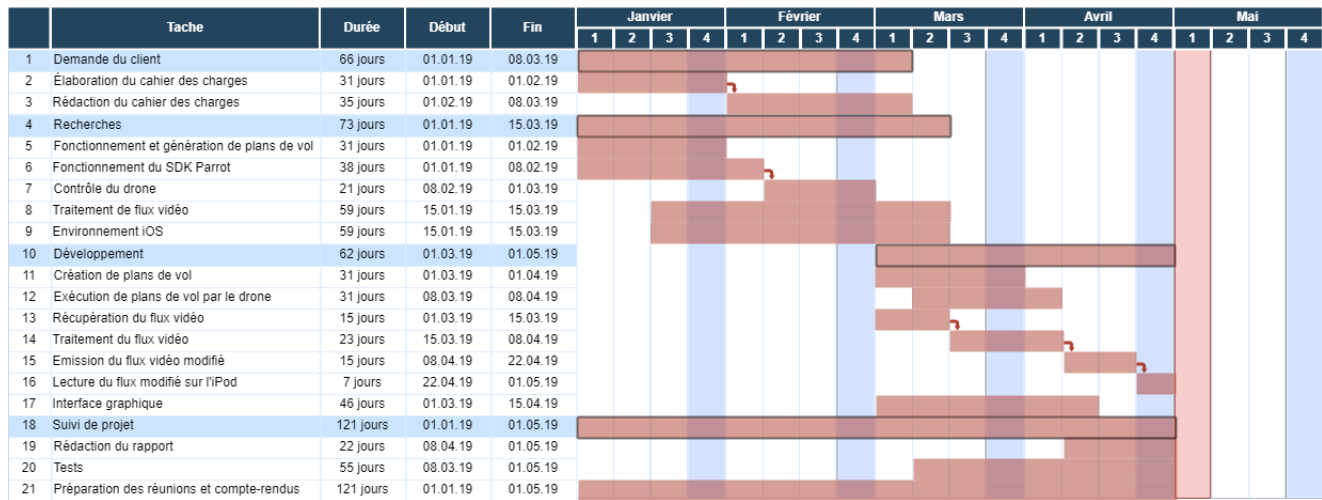 Tache Durée Début Fin Janvier Février Mars Avril Mai
1 2 3 4 1 2 3 4 1 2 3 4 1 2 3 4 1 2 3 4
1 Demande du client 66 jours 01.01.19 08.03.19
2 Élaboration du cahier des charges 31 jours 01.01.19 01.02.19
3 Rédaction du cahier des charges 35 jours 01.02.19 08.03.19
4 Recherches 73 jours 01.01.19 15.03.19
5 Fonctionnement et génération de plans de vol 31 jours 01.01.19 01.02.19
6 Fonctionnement du SDK Parrot 38 jours 01.01.19 08.02.19
7 Contrôle du drone 21 jours 08.02.19 01.03.19
8 Traitement de flux vidéo 59 jours 15.01.19 15.03.19
9 Environnement iOS 59 jours 15.01.19 15.03.19
10 Développement 62 jours 01.03.19 01.05.19
11 Création de plans de vol 31 jours 01.03.19 01.04.19
12 Exécution de plans de vol par le drone 31 jours 08.03.19 08.04.19
13 Récupération du flux vidéo 15 jours 01.03.19 15.03.19
14 Traitement du flux vidéo 23 jours 15.03.19 08.04.19
15 Emission du flux vidéo modifié 15 jours 08.04.19 22.04.19
16 Lecture du flux modifié sur l'iPod 7 jours 22.04.19 01.05.19
17 Interface graphique 46 jours 01.03.19 15.04.19
18 Suivi de projet 121 jours 01.01.19 01.05.19
19 Rédaction du rapport 22 jours 08.04.19 01.05.19
20 Tests 55 jours 08.03.19 01.05.19
21 Préparation des réunions et compte-rendus 121 jours 01.01.19 01.05.19